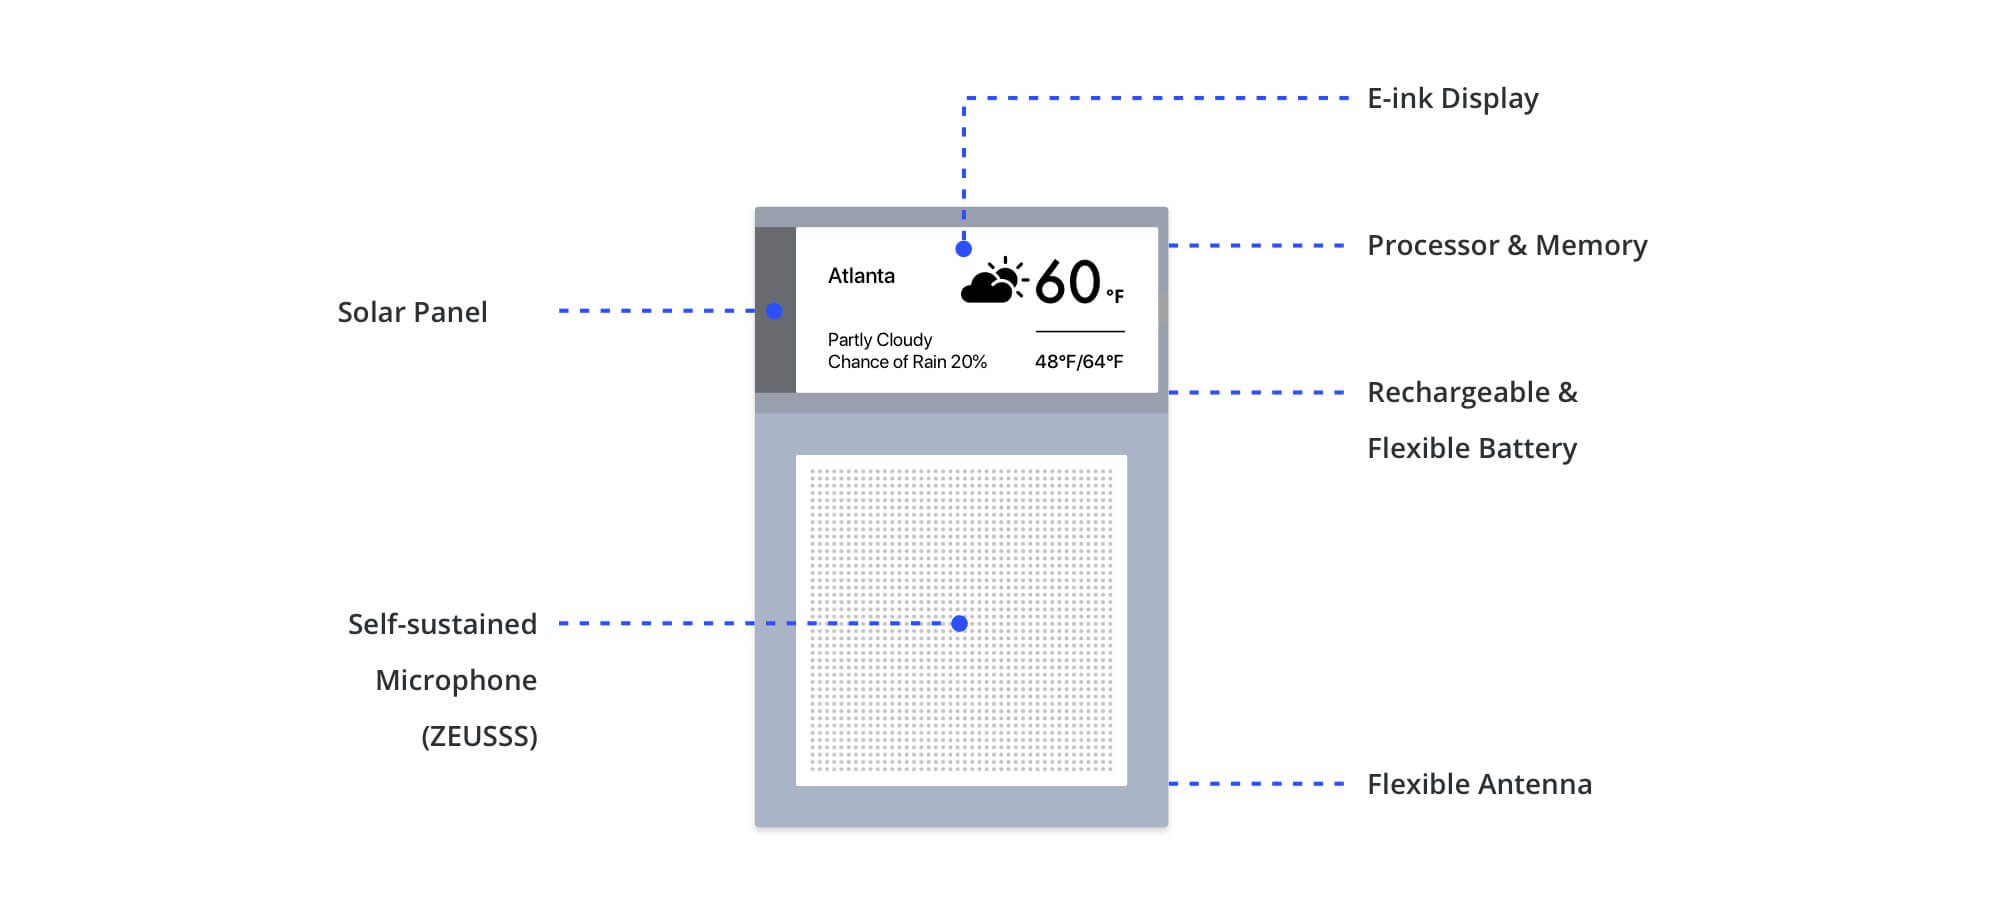 E-ink Display
Processor & Memory
Solar Panel
Atlanta
60 °F
Partly Cloudy
Chance of Rain 20%
48°F/64°F
Rechargeable &
Flexible Battery
Self-sustained
Microphone
(ZEUSSS)
Flexible Antenna